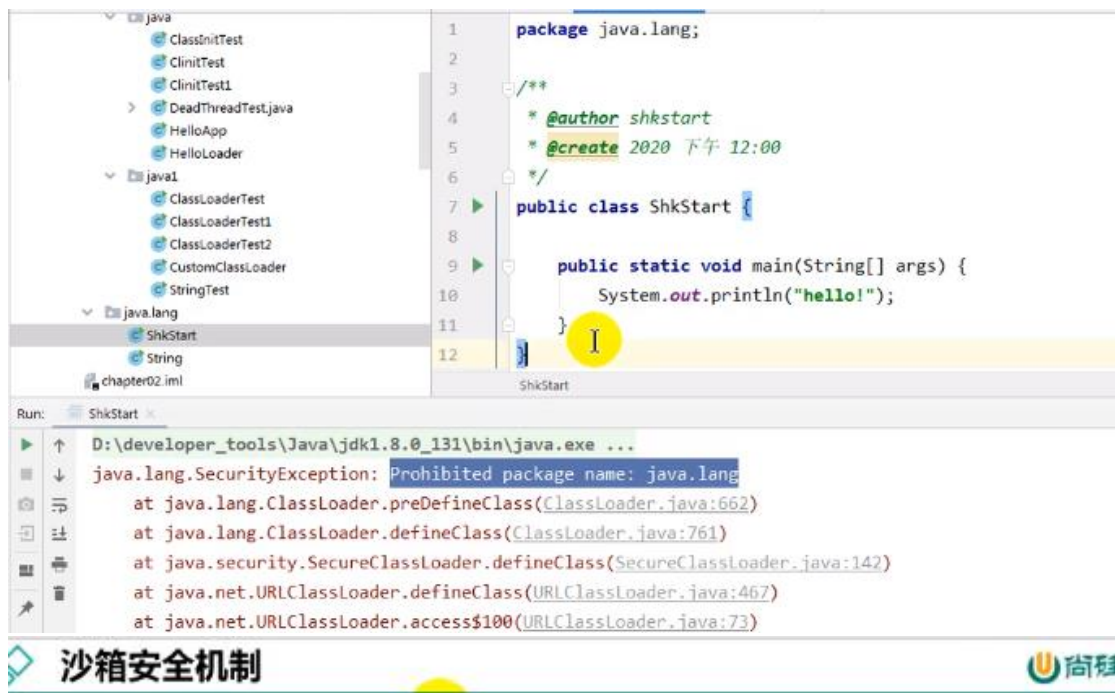 java
ClassInitTest
ClinitTest
ClinitTest1
DeadThreadTest.java
HelloApp
HelloLoader
java1
ClassLoaderTest
ClassLoaderTest1
ClassLoaderTest2
CustomClassLoader
StringTest
java.lang
ShkStart
String
chapter02.iml
1 package java.lang;
2
3 /**
4 * @author shkstart
5 * @create 2020 下午 12:00
6 */
7 public class ShkStart {
8
9 public static void main(String[] args) {
10 System.out.println("hello!");
11 }
12 }
ShkStart
Run: ShkStart
D:\developer_tools\Java\jdk1.8.0_131\bin\java.exe ...
java.lang.SecurityException: Prohibited package name: java.lang
at java.lang.ClassLoader.preDefineClass(ClassLoader.java:662)
at java.lang.ClassLoader.defineClass(ClassLoader.java:761)
at java.security.SecureClassLoader.defineClass(SecureClassLoader.java:142)
at java.net.URLClassLoader.defineClass(URLClassLoader.java:467)
at java.net.URLClassLoader.access$100(URLClassLoader.java:73)
沙箱安全机制
尚硅